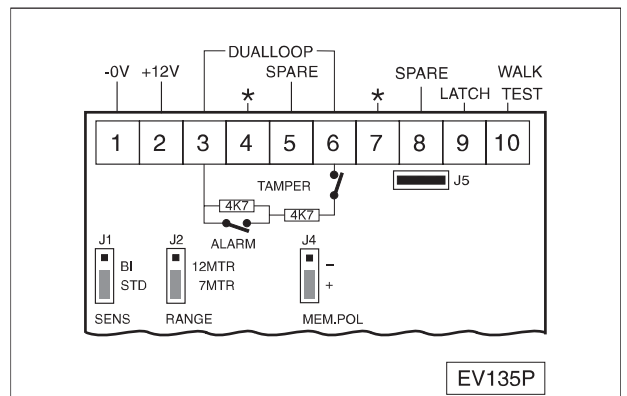 DUALLOOP
-0V +12V SPARE SPARE WALK
* * LATCH TEST
1 2 3 4 5 6 7 8 9 10
TAMPER J5
4K7 4K7
J1 J2 ALARM J4
BI 12MTR –
STD 7MTR +
SENS RANGE MEM.POL
EV135P